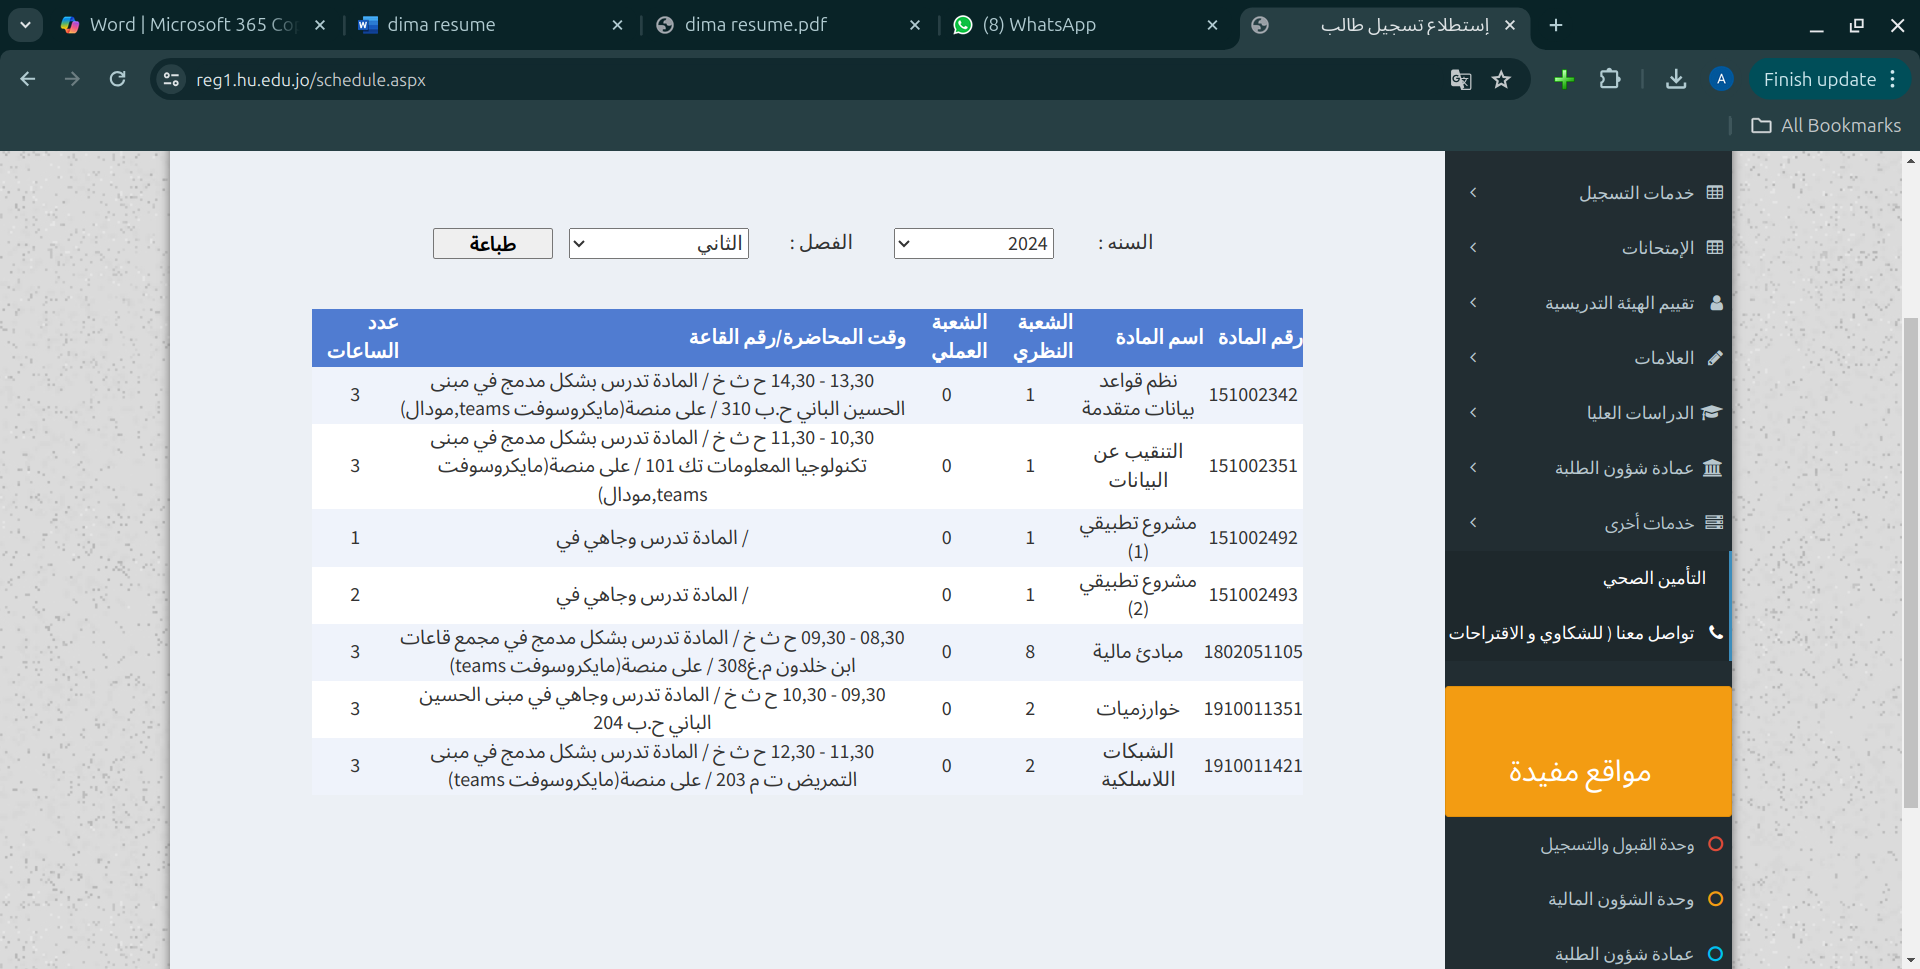 Word | Microsoft 365 Co
dima resume
dima resume.pdf
(8) WhatsApp
إستطلاع تسجيل طالب
reg1.hu.edu.jo/schedule.aspx
A
Finish update
All Bookmarks
السنه : 2024 الفصل : الثاني طباعة
رقم المادة اسم المادة الشعبة النظري الشعبة العملي وقت المحاضرة/رقم القاعة عدد الساعات
151002342 نظم قواعد بيانات متقدمة 1 0 13,30 - 14,30 ح ث خ / المادة تدرس بشكل مدمج في مبنى الحسين الباني ح.ب 310 / على منصة(مايكروسوفت teams,مودال) 3
151002351 التنقيب عن البيانات 1 0 10,30 - 11,30 ح ث خ / المادة تدرس بشكل مدمج في مبنى تكنولوجيا المعلومات تك 101 / على منصة(مايكروسوفت teams,مودال) 3
151002492 مشروع تطبيقي (1) 1 0 / المادة تدرس وجاهي في 1
151002493 مشروع تطبيقي (2) 1 0 / المادة تدرس وجاهي في 2
1802051105 مبادئ مالية 8 0 08,30 - 09,30 ح ث خ / المادة تدرس بشكل مدمج في مجمع قاعات ابن خلدون م.غ308 / على منصة(مايكروسوفت teams) 3
1910011351 خوارزميات 2 0 09,30 - 10,30 ح ث خ / المادة تدرس وجاهي في مبنى الحسين الباني ح.ب 204 3
1910011421 الشبكات اللاسلكية 2 0 11,30 - 12,30 ح ث خ / المادة تدرس بشكل مدمج في مبنى التمريض ت م 203 / على منصة(مايكروسوفت teams) 3
خدمات التسجيل
الإمتحانات
تقييم الهيئة التدريسية
العلامات
الدراسات العليا
عمادة شؤون الطلبة
خدمات أخرى
التأمين الصحي
تواصل معنا ( للشكاوي و الاقتراحات
مواقع مفيدة
وحدة القبول والتسجيل
وحدة الشؤون المالية
عمادة شؤون الطلبة